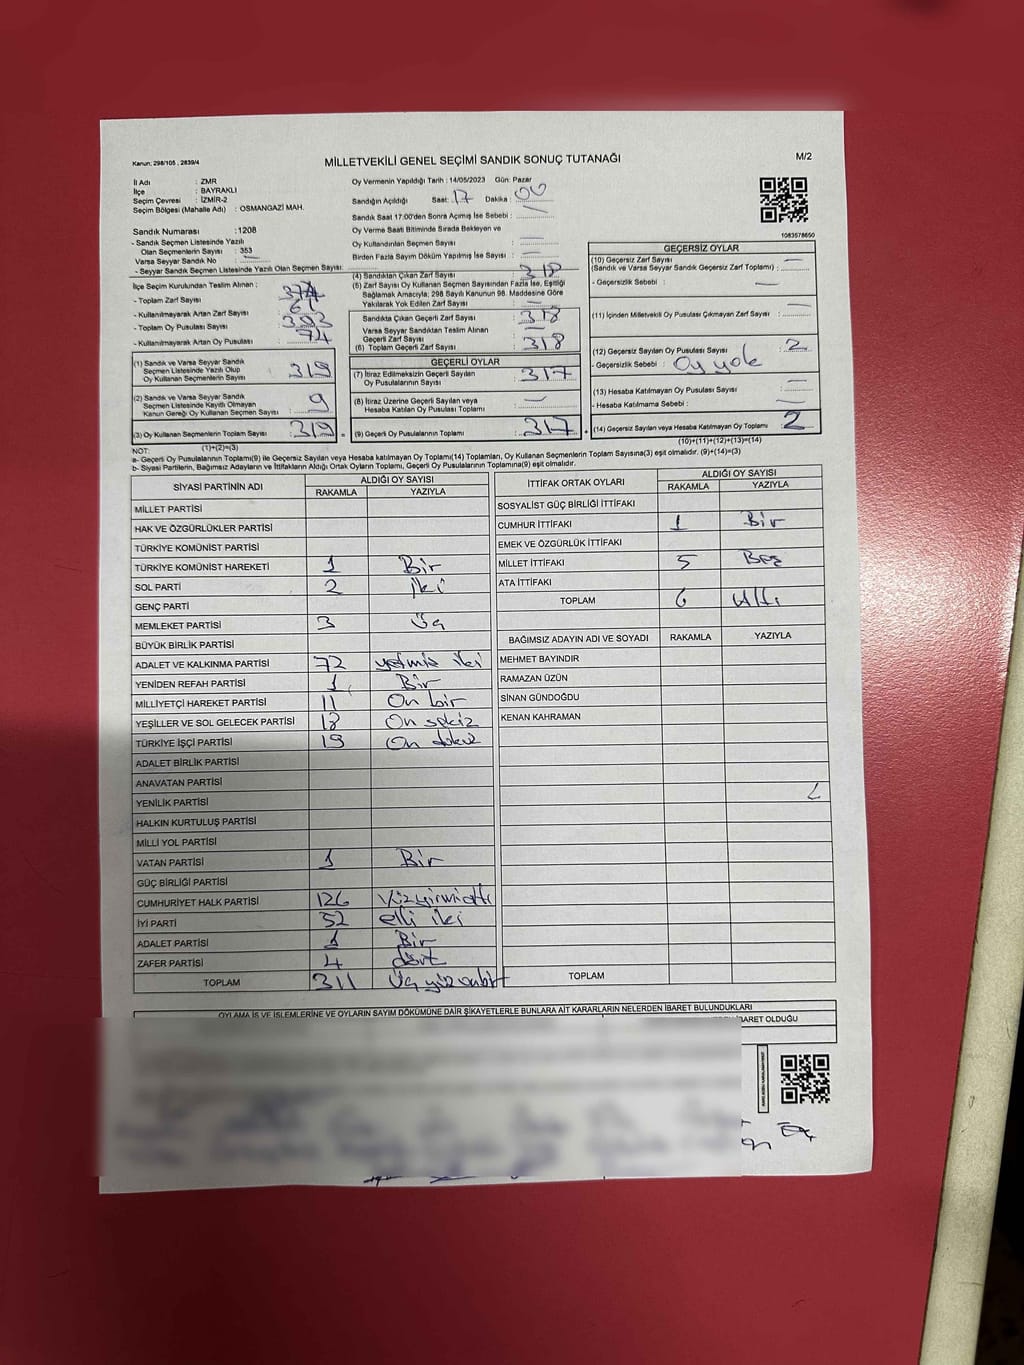 Kanun: 298/105 , 2839/4
MİLLETVEKİLİ GENEL SEÇİMİ SANDIK SONUÇ TUTANAĞI
M/2
İl Adı : ZMR
İlçe : BAYRAKLI
Seçim Çevresi : İZMİR-2
Seçim Bölgesi (Mahalle Adı) : OSMANGAZİ MAH.
Sandık Numarası :1208
- Sandık Seçmen Listesinde Yazılı
Olan Seçmenlerin Sayısı : 353
Varsa Seyyar Sandık No :
- Seyyar Sandık Seçmen Listesinde Yazılı Olan Seçmen Sayısı:
Oy Vermenin Yapıldığı Tarih : 14/05/2023 Gün: Pazar
Sandığın Açıldığı Saat: 17 Dakika: 00
Sandık Saat 17:00'den Sonra Açımış İse Sebebi :
Oy Verme Saati Bitiminde Sırada Bekleyen ve
Oy Kullandırılan Seçmen Sayısı :
Birden Fazla Sayım Döküm Yapılmış İse Sayısı :
1083578650
İlçe Seçim Kurulundan Teslim Alınan :
- Toplam Zarf Sayısı
- Kullanılmayarak Artan Zarf Sayısı : 61
- Toplam Oy Pusulası Sayısı : 393
- Kullanılmayarak Artan Oy Pusulası : 74
(1) Sandık ve Varsa Seyyar Sandık
Seçmen Listesinde Yazılı Olup
Oy Kullanan Seçmenlerin Sayısı : 319
(2) Sandık ve Varsa Seyyar Sandık
Seçmen Listesinde Kayıtlı Olmayan
Kanun Gereği Oy Kullanan Seçmen Sayısı : 9
(3) Oy Kullanan Seçmenlerin Toplam Sayısı : 319
(4) Sandıktan Çıkan Zarf Sayısı : 318
(5) Zarf Sayısı Oy Kullanan Seçmen Sayısından Fazla İse, Eşitliği
Sağlamak Amacıyla; 298 Sayılı Kanunun 98. Maddesine Göre
Yakılarak Yok Edilen Zarf Sayısı :
Sandıkta Çıkan Geçerli Zarf Sayısı : 318
Varsa Seyyar Sandıktan Teslim Alınan
Geçerli Zarf Sayısı :
(6) Toplam Geçerli Zarf Sayısı : 318
GEÇERLİ OYLAR
(7) İtiraz Edilmeksizin Geçerli Sayılan
Oy Pusulalarının Sayısı : 317
(8) İtiraz Üzerine Geçerli Sayılan veya
Hesaba Katılan Oy Pusulası Toplamı :
(9) Geçerli Oy Pusulalarının Toplamı : 317
GEÇERSİZ OYLAR
(10) Geçersiz Zarf Sayısı :
(Sandık ve Varsa Seyyar Sandık Geçersiz Zarf Toplamı)
- Geçersizlik Sebebi :
(11) İçinden Milletvekili Oy Pusulası Çıkmayan Zarf Sayısı :
(12) Geçersiz Sayılan Oy Pusulası Sayısı : 2
- Geçersizlik Sebebi : Oy yok
(13) Hesaba Katılmayan Oy Pusulası Sayısı :
- Hesaba Katılmama Sebebi :
(14) Geçersiz Sayılan veya Hesaba Katılmayan Oy Toplamı : 2
(1)+(2)=(3)
(10)+(11)+(12)+(13)=(14)
NOT:
a- Geçerli Oy Pusulalarının Toplamı(9) ile Geçersiz Sayılan veya Hesaba katılmayan Oy Toplamı(14) Toplamları, Oy Kullanan Seçmenlerin Toplam Sayısına(3) eşit olmalıdır. (9)+(14)=(3)
b- Siyasi Partilerin, Bağımsız Adayların ve İttifakların Aldığı Ortak Oyların Toplamı, Geçerli Oy Pusulalarının Toplamına(9) eşit olmalıdır.
SİYASİ PARTİNİN ADI ALDIĞI OY SAYISI
RAKAMLA YAZIYLA
MİLLET PARTİSİ
HAK VE ÖZGÜRLÜKLER PARTİSİ
TÜRKİYE KOMÜNİST PARTİSİ
TÜRKİYE KOMÜNİST HAREKETİ 1 Bir
SOL PARTİ 2 iki
GENÇ PARTİ
MEMLEKET PARTİSİ 3 Üç
BÜYÜK BİRLİK PARTİSİ
ADALET VE KALKINMA PARTİSİ 72 yetmiş iki
YENİDEN REFAH PARTİSİ 1 Bir
MİLLİYETÇİ HAREKET PARTİSİ 11 On bir
YEŞİLLER VE SOL GELECEK PARTİSİ 18 On sekiz
TÜRKİYE İŞÇİ PARTİSİ 19 On dokuz
ADALET BİRLİK PARTİSİ
ANAVATAN PARTİSİ
YENİLİK PARTİSİ
HALKIN KURTULUŞ PARTİSİ
MİLLİ YOL PARTİSİ
VATAN PARTİSİ 1 Bir
GÜÇ BİRLİĞİ PARTİSİ
CUMHURİYET HALK PARTİSİ 126 Yüzyirmialtı
İYİ PARTİ 52 elli iki
ADALET PARTİSİ 1 Bir
ZAFER PARTİSİ 4 dört
TOPLAM 311 Üçyüzonbir
İTTİFAK ORTAK OYLARI ALDIĞI OY SAYISI
RAKAMLA YAZIYLA
SOSYALİST GÜÇ BİRLİĞİ İTTİFAKI
CUMHUR İTTİFAKI 1 Bir
EMEK VE ÖZGÜRLÜK İTTİFAKI
MİLLET İTTİFAKI 5 Beş
ATA İTTİFAKI
TOPLAM 6 Altı
BAĞIMSIZ ADAYIN ADI VE SOYADI RAKAMLA YAZIYLA
MEHMET BAYINDIR
RAMAZAN ÜZÜN
SİNAN GÜNDOĞDU
KENAN KAHRAMAN
TOPLAM
OYLAMA İŞ VE İŞLEMLERİNE VE OYLARIN SAYIM DÖKÜMÜNE DAİR ŞİKAYETLERLE BUNLARA AİT KARARLARIN NELERDEN İBARET BULUNDUKLARI
İBARET OLDUĞU